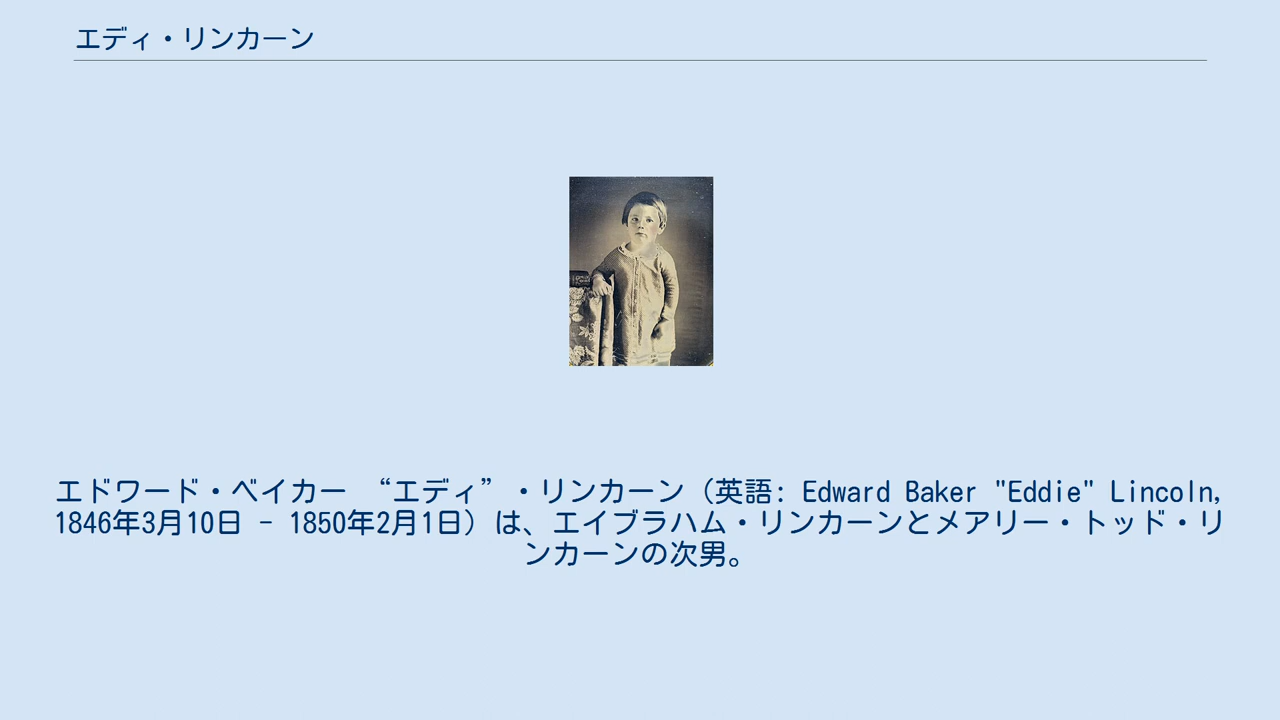 エディ・リンカーン
エドワード・ベイカー “エディ” ・リンカーン（英語: Edward Baker "Eddie" Lincoln,
1846年3月10日 - 1850年2月1日）は、エイブラハム・リンカーンとメアリー・トッド・リ
ンカーンの次男。